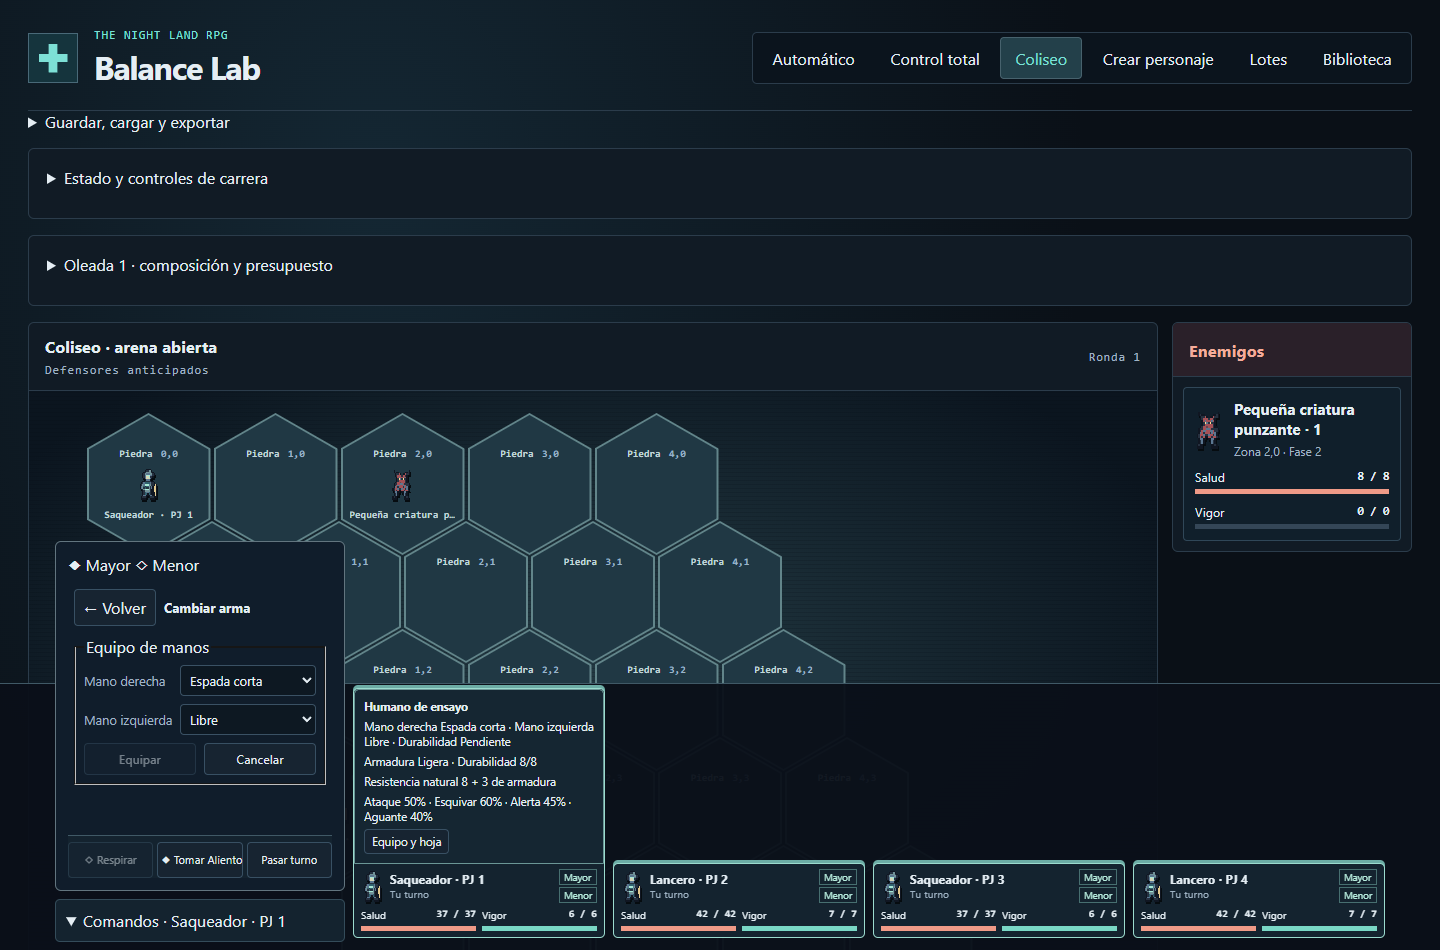 THE NIGHT LAND RPG
Balance Lab
Automático
Control total
Coliseo
Crear personaje
Lotes
Biblioteca
▶ Guardar, cargar y exportar
▶ Estado y controles de carrera
▶ Oleada 1 · composición y presupuesto
Coliseo · arena abierta
Defensores anticipados
Ronda 1
Enemigos
Pequeña criatura
punzante · 1
Zona 2,0 · Fase 2
Salud 8 / 8
Vigor 0 / 0
Piedra 0,0
Piedra 1,0
Piedra 2,0
Piedra 3,0
Piedra 4,0
Saqueador · PJ 1
Pequeña criatura p…
1,1
Piedra 2,1
Piedra 3,1
Piedra 4,1
Piedra 1,2
Piedra 2,2
Piedra 3,2
Piedra 4,2
◆ Mayor ◇ Menor
← Volver
Cambiar arma
Equipo de manos
Mano derecha
Espada corta
Mano izquierda
Libre
Equipar
Cancelar
◇ Respirar
◆ Tomar Aliento
Pasar turno
▼ Comandos · Saqueador · PJ 1
Humano de ensayo
Mano derecha Espada corta · Mano izquierda
Libre · Durabilidad Pendiente
Armadura Ligera · Durabilidad 8/8
Resistencia natural 8 + 3 de armadura
Ataque 50% · Esquivar 60% · Alerta 45% ·
Aguante 40%
Equipo y hoja
Saqueador · PJ 1
Tu turno
Mayor
Menor
Salud 37 / 37 Vigor 6 / 6
Lancero · PJ 2
Tu turno
Mayor
Menor
Salud 42 / 42 Vigor 7 / 7
Saqueador · PJ 3
Tu turno
Mayor
Menor
Salud 37 / 37 Vigor 6 / 6
Lancero · PJ 4
Tu turno
Mayor
Menor
Salud 42 / 42 Vigor 7 / 7